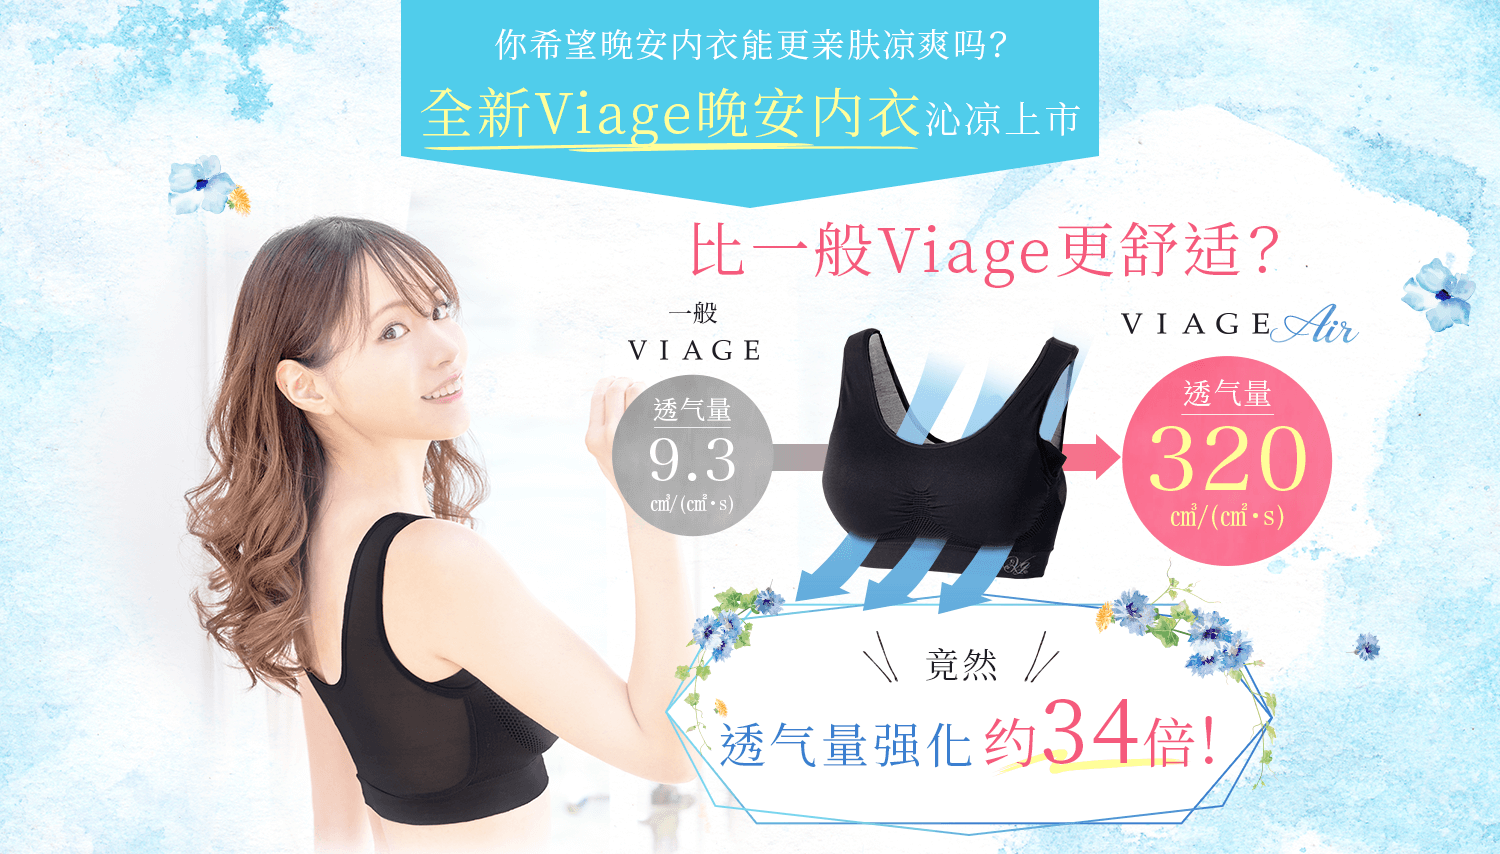 你希望晚安内衣能更亲肤凉爽吗?
全新Viage晚安内衣沁凉上市
比一般Viage更舒适?
一般
VIAGE
透气量
9.3
c㎥/(c㎡・s)
VIAGE Air
透气量
320
c㎥/(c㎡・s)
竟然
透气量强化约34倍!